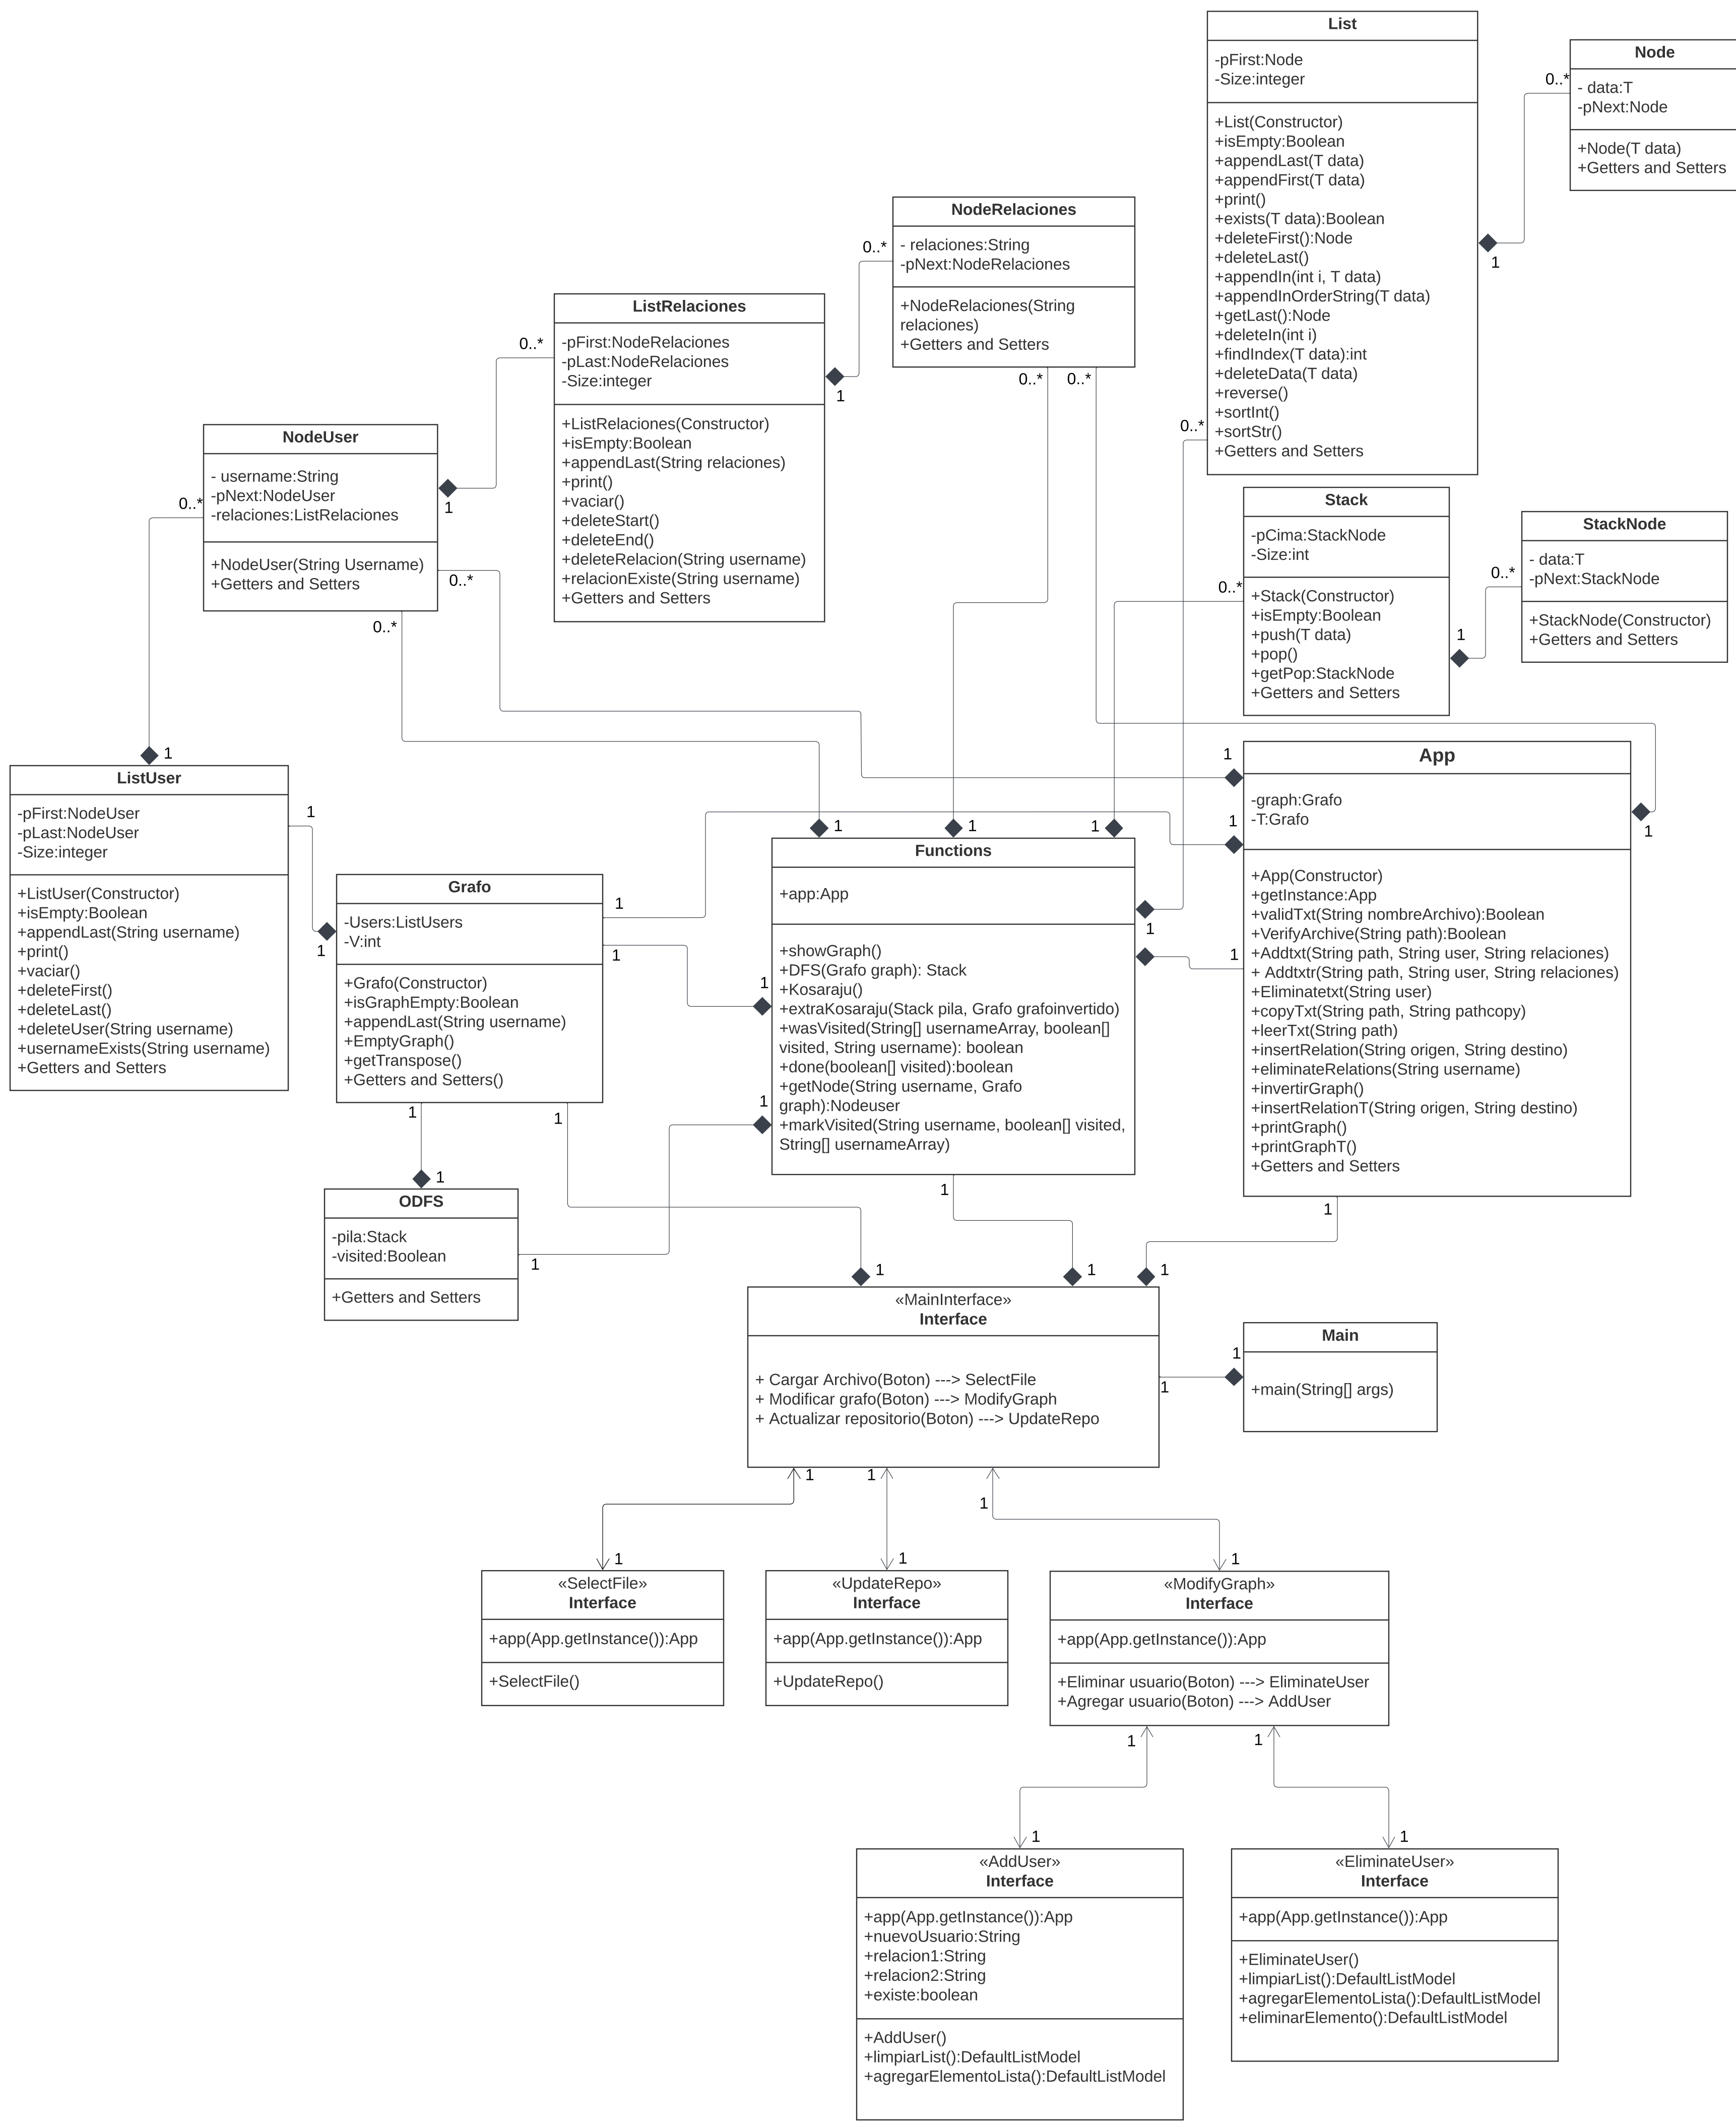 List
-pFirst:Node
-Size:integer
+List(Constructor)
+isEmpty:Boolean
+appendLast(T data)
+appendFirst(T data)
+print()
+exists(T data):Boolean
+deleteFirst():Node
+deleteLast()
+appendIn(int i, T data)
+appendInOrderString(T data)
+getLast():Node
+deleteIn(int i)
+findIndex(T data):int
+deleteData(T data)
+reverse()
+sortInt()
+sortStr()
+Getters and Setters
0..*
1
0..*
Node
- data:T
-pNext:Node
+Node(T data)
+Getters and Setters
NodeRelaciones
- relaciones:String
-pNext:NodeRelaciones
+NodeRelaciones(String
relaciones)
+Getters and Setters
0..*
0..*
0..*
1
ListRelaciones
-pFirst:NodeRelaciones
-pLast:NodeRelaciones
-Size:integer
+ListRelaciones(Constructor)
+isEmpty:Boolean
+appendLast(String relaciones)
+print()
+vaciar()
+deleteStart()
+deleteEnd()
+deleteRelacion(String username)
+relacionExiste(String username)
+Getters and Setters
0..*
1
NodeUser
- username:String
-pNext:NodeUser
-relaciones:ListRelaciones
+NodeUser(String Username)
+Getters and Setters
0..*
0..*
0..*
Stack
-pCima:StackNode
-Size:int
+Stack(Constructor)
+isEmpty:Boolean
+push(T data)
+pop()
+getPop:StackNode
+Getters and Setters
0..*
1
0..*
StackNode
- data:T
-pNext:StackNode
+StackNode(Constructor)
+Getters and Setters
1
ListUser
-pFirst:NodeUser
-pLast:NodeUser
-Size:integer
+ListUser(Constructor)
+isEmpty:Boolean
+appendLast(String username)
+print()
+vaciar()
+deleteFirst()
+deleteLast()
+deleteUser(String username)
+usernameExists(String username)
+Getters and Setters
1
1
Grafo
-Users:ListUsers
-V:int
+Grafo(Constructor)
+isGraphEmpty:Boolean
+appendLast(String username)
+EmptyGraph()
+getTranspose()
+Getters and Setters()
1
1
1
1
1
1
1
Functions
+app:App
+showGraph()
+DFS(Grafo graph): Stack
+Kosaraju()
+extraKosaraju(Stack pila, Grafo grafoinvertido)
+wasVisited(String[] usernameArray, boolean[]
visited, String username): boolean
+done(boolean[] visited):boolean
+getNode(String username, Grafo
graph):Nodeuser
+markVisited(String username, boolean[] visited,
String[] usernameArray)
1
1
1
1
1
1
1
1
1
App
-graph:Grafo
-T:Grafo
+App(Constructor)
+getInstance:App
+validTxt(String nombreArchivo):Boolean
+VerifyArchive(String path):Boolean
+Addtxt(String path, String user, String relaciones)
+ Addtxtr(String path, String user, String relaciones)
+Eliminatetxt(String user)
+copyTxt(String path, String pathcopy)
+leerTxt(String path)
+insertRelation(String origen, String destino)
+eliminateRelations(String username)
+invertirGraph()
+insertRelationT(String origen, String destino)
+printGraph()
+printGraphT()
+Getters and Setters
1
1
ODFS
-pila:Stack
-visited:Boolean
+Getters and Setters
1
1
1
1
«MainInterface»
Interface
+ Cargar Archivo(Boton) ---> SelectFile
+ Modificar grafo(Boton) ---> ModifyGraph
+ Actualizar repositorio(Boton) ---> UpdateRepo
1
1
Main
+main(String[] args)
1
1
1
1
«SelectFile»
Interface
+app(App.getInstance()):App
+SelectFile()
1
«UpdateRepo»
Interface
+app(App.getInstance()):App
+UpdateRepo()
1
«ModifyGraph»
Interface
+app(App.getInstance()):App
+Eliminar usuario(Boton) ---> EliminateUser
+Agregar usuario(Boton) ---> AddUser
1
1
1
«AddUser»
Interface
+app(App.getInstance()):App
+nuevoUsuario:String
+relacion1:String
+relacion2:String
+existe:boolean
+AddUser()
+limpiarList():DefaultListModel
+agregarElementoLista():DefaultListModel
1
«EliminateUser»
Interface
+app(App.getInstance()):App
+EliminateUser()
+limpiarList():DefaultListModel
+agregarElementoLista():DefaultListModel
+eliminarElemento():DefaultListModel